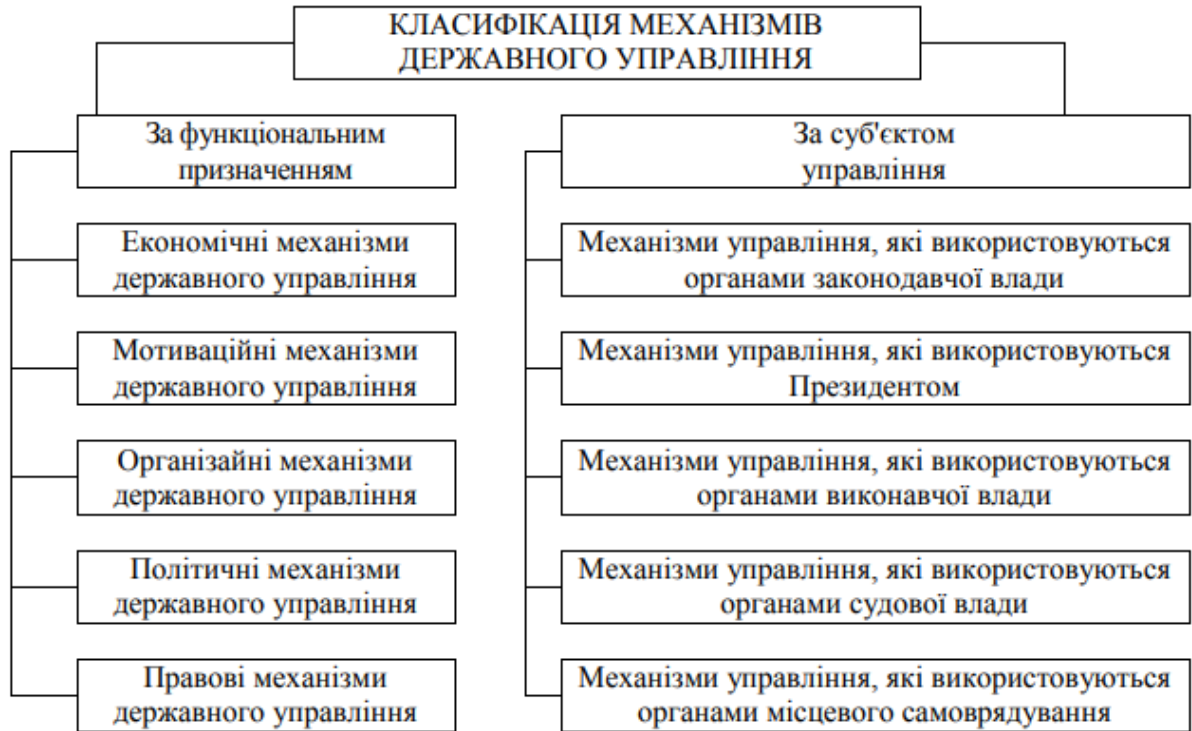 КЛАСИФІКАЦІЯ МЕХАНІЗМІВ
ДЕРЖАВНОГО УПРАВЛІННЯ
За функціональним
призначенням
Економічні механізми
державного управління
Мотиваційні механізми
державного управління
Організайні механізми
державного управління
Політичні механізми
державного управління
Правові механізми
державного управління
За суб'єктом
управління
Механізми управління, які використовуються
органами законодавчої влади
Механізми управління, які використовуються
Президентом
Механізми управління, які використовуються
органами виконавчої влади
Механізми управління, які використовуються
органами судової влади
Механізми управління, які використовуються
органами місцевого самоврядування